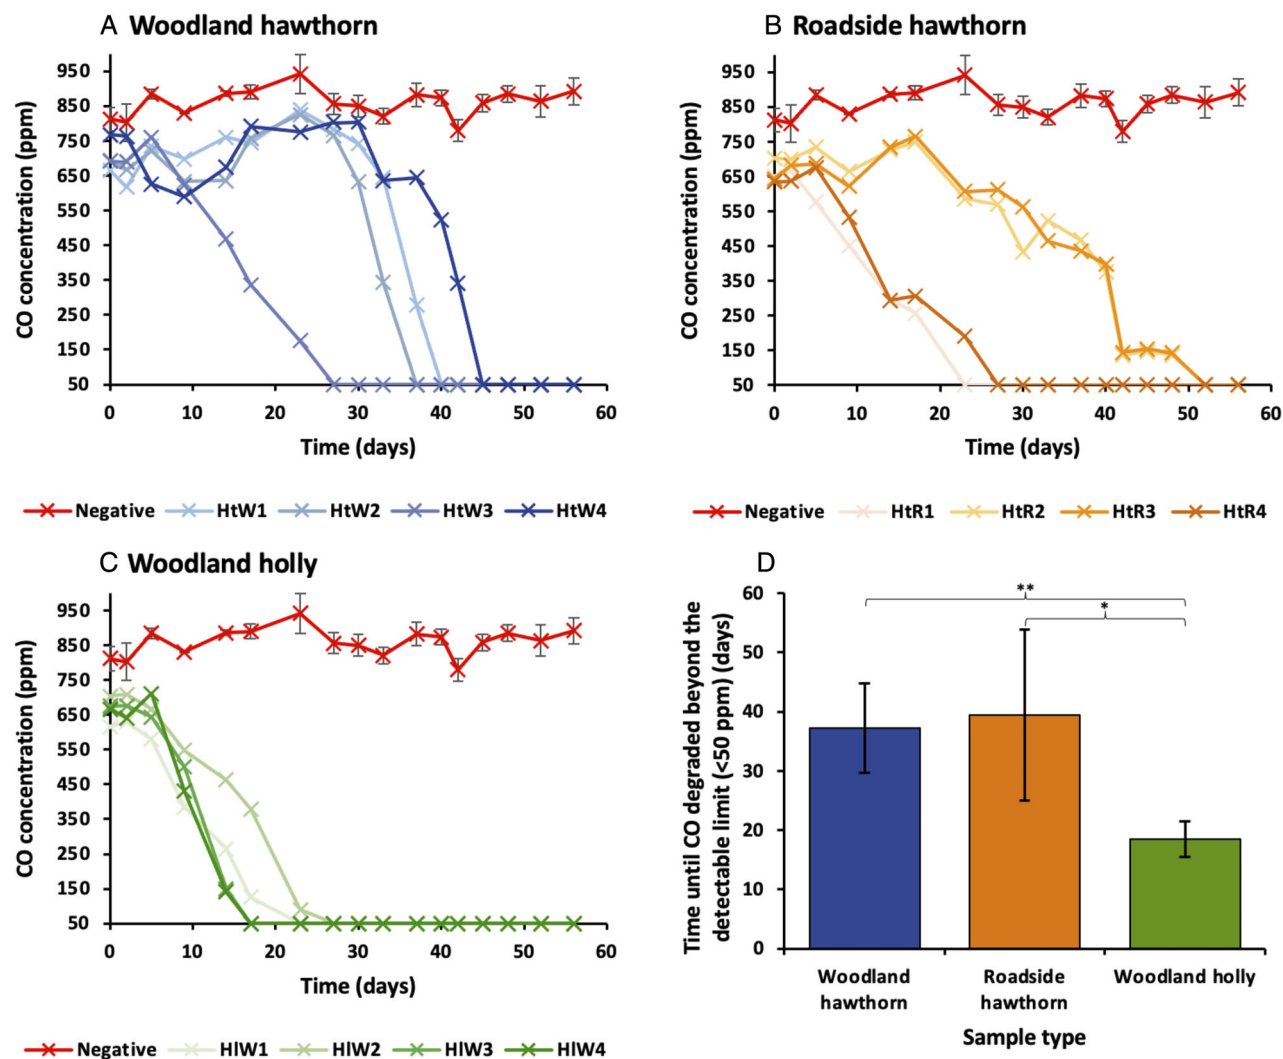 A Woodland hawthorn
CO concentration (ppm)
950
850
750
650
550
450
350
250
150
50
0 10 20 30 40 50 60
Time (days)
Negative HtW1 HtW2 HtW3 HtW4
B Roadside hawthorn
CO concentration (ppm)
950
850
750
650
550
450
350
250
150
50
0 10 20 30 40 50 60
Time (days)
Negative HtR1 HtR2 HtR3 HtR4
C Woodland holly
CO concentration (ppm)
950
850
750
650
550
450
350
250
150
50
0 10 20 30 40 50 60
Time (days)
Negative HlW1 HlW2 HlW3 HlW4
D
Time until CO degraded beyond the
detectable limit (<50 ppm) (days)
60
50
40
30
20
10
0
**
*
Woodland
hawthorn
Roadside
hawthorn
Woodland holly
Sample type